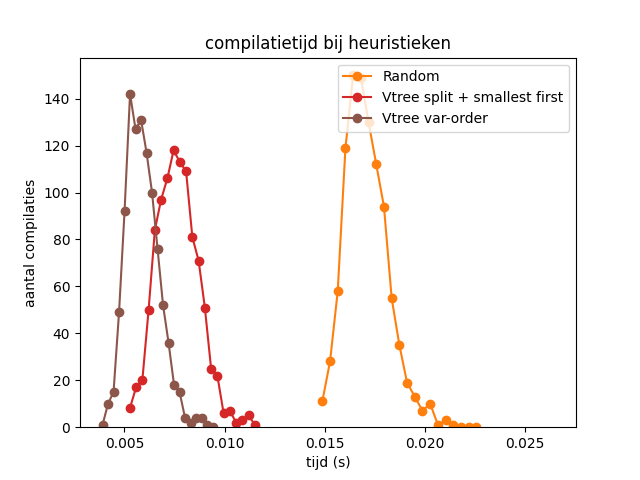 compilatietijd bij heuristieken
Random
Vtree split + smallest first
Vtree var-order
aantal compilaties
140
120
100
80
60
40
20
0
0.005 0.010 0.015 0.020 0.025
tijd (s)